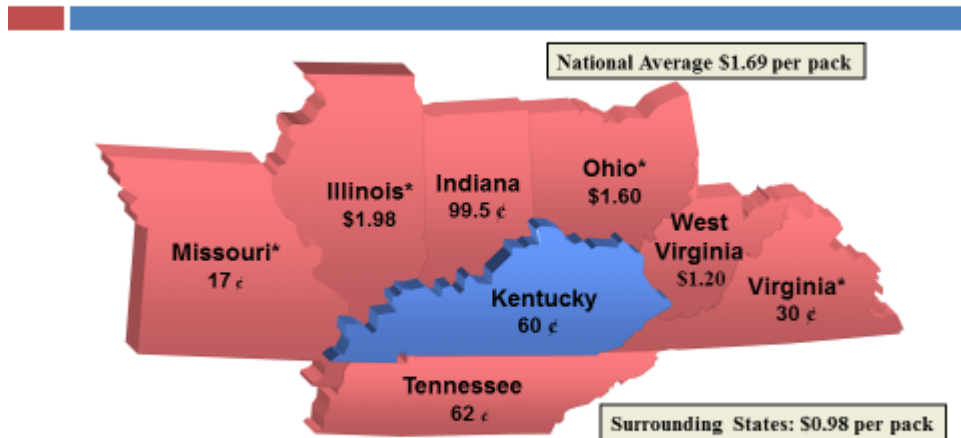 National Average $1.69 per pack
Illinois*
$1.98
Indiana
99.5 ¢
Ohio*
$1.60
Missouri*
17 ¢
West
Virginia
$1.20
Virginia*
30 ¢
Kentucky
60 ¢
Tennessee
62 ¢
Surrounding States: $0.98 per pack